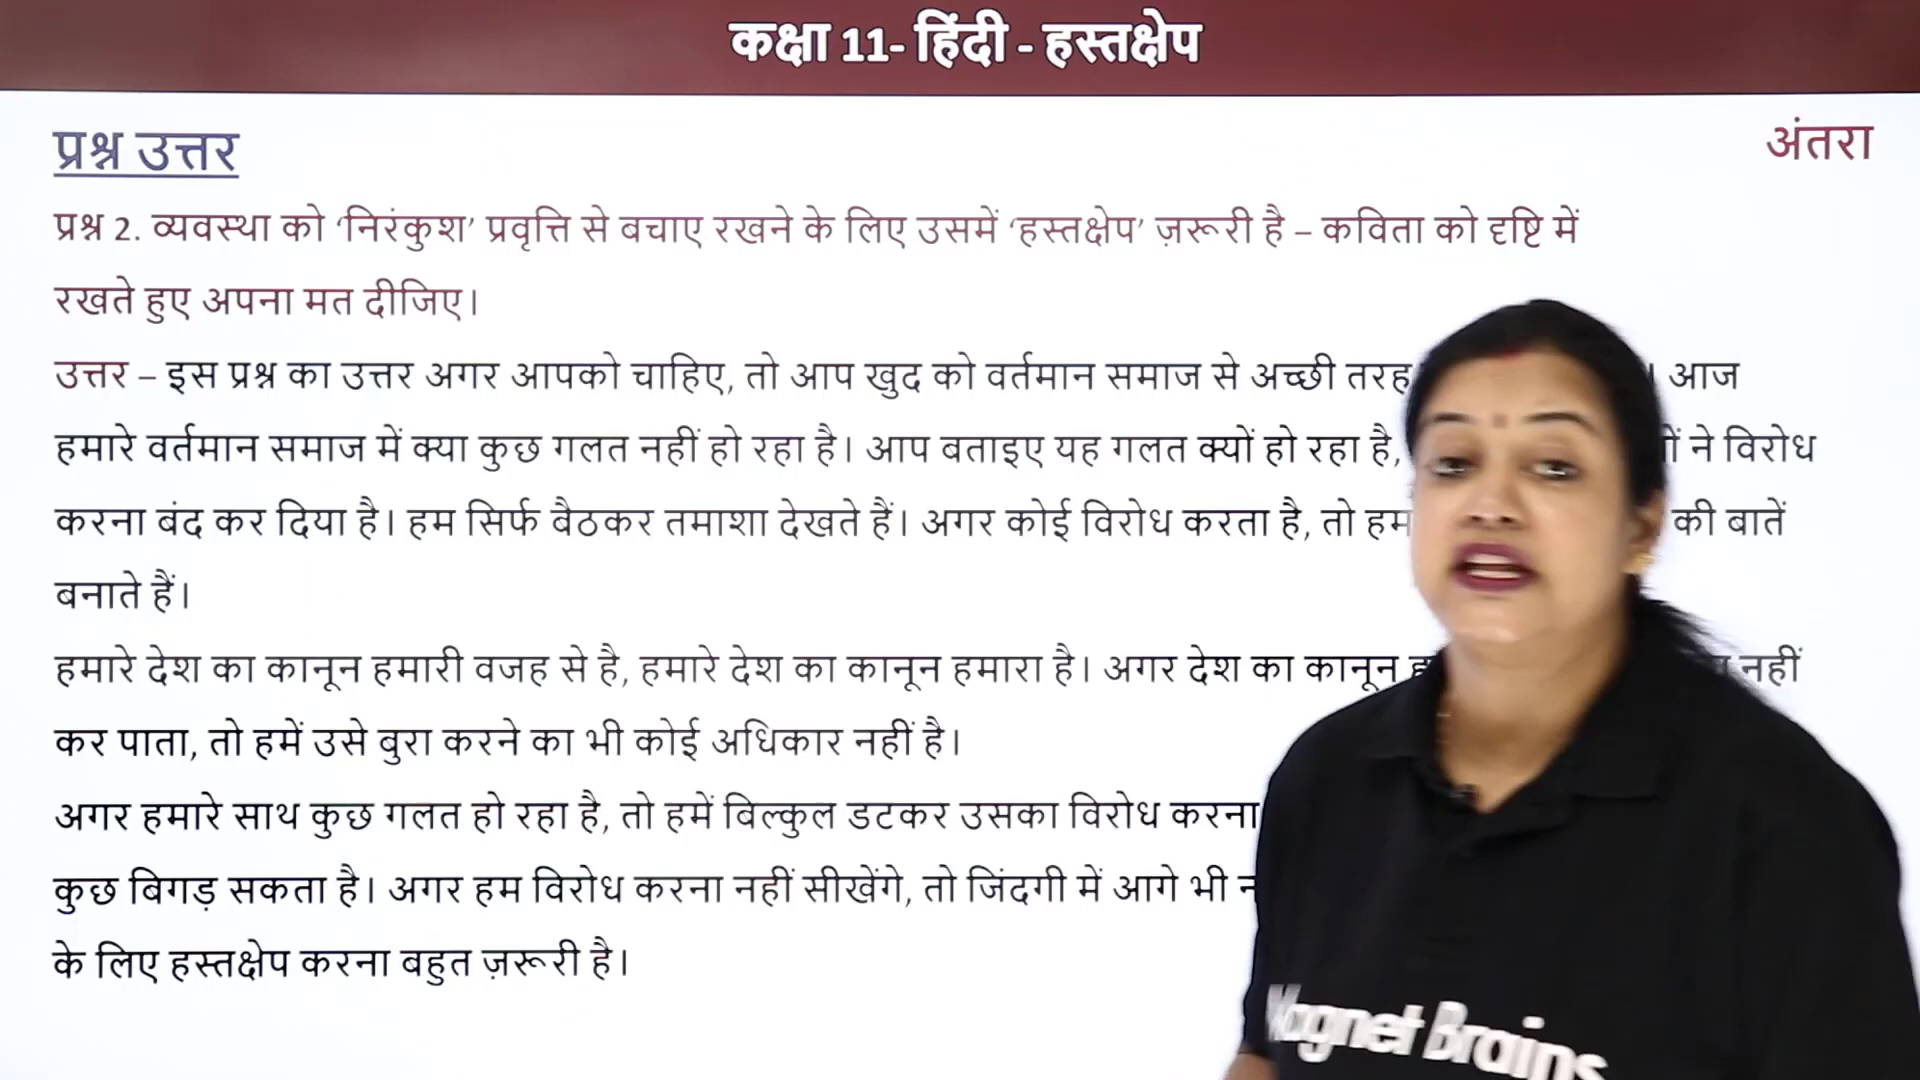 कक्षा 11- हिंदी - हस्तक्षेप
प्रश्न उत्तर
अंतरा
प्रश्न 2. व्यवस्था को ‘निरंकुश’ प्रवृत्ति से बचाए रखने के लिए उसमें ‘हस्तक्षेप’ ज़रूरी है – कविता को दृष्टि में
रखते हुए अपना मत दीजिए।
उत्तर – इस प्रश्न का उत्तर अगर आपको चाहिए, तो आप खुद को वर्तमान समाज से अच्छी तरह । आज
हमारे वर्तमान समाज में क्या कुछ गलत नहीं हो रहा है। आप बताइए यह गलत क्यों हो रहा है, ने विरोध
करना बंद कर दिया है। हम सिर्फ बैठकर तमाशा देखते हैं। अगर कोई विरोध करता है, तो हम की बातें
बनाते हैं।
हमारे देश का कानून हमारी वजह से है, हमारे देश का कानून हमारा है। अगर देश का कानून नहीं
कर पाता, तो हमें उसे बुरा करने का भी कोई अधिकार नहीं है।
अगर हमारे साथ कुछ गलत हो रहा है, तो हमें बिल्कुल डटकर उसका विरोध करना
कुछ बिगड़ सकता है। अगर हम विरोध करना नहीं सीखेंगे, तो जिंदगी में आगे भी
के लिए हस्तक्षेप करना बहुत ज़रूरी है।
Magnet Brains